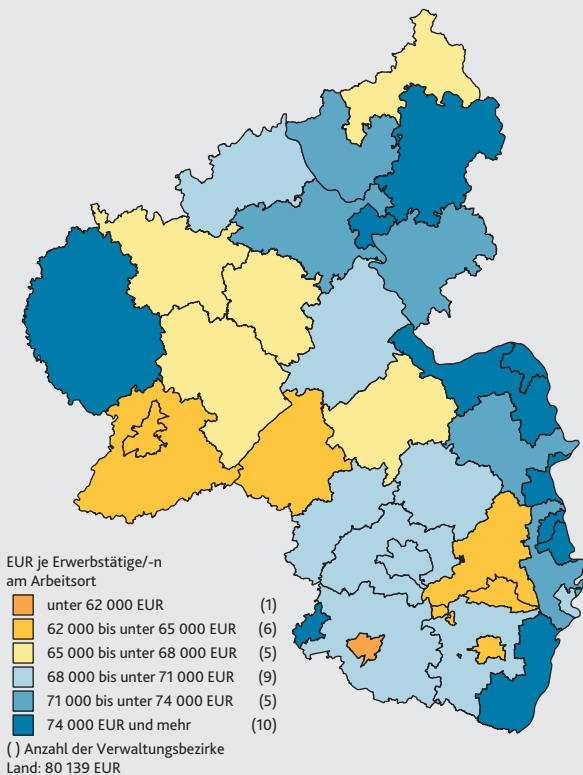 EUR je Erwerbstätige/-n
am Arbeitsort
unter 62 000 EUR (1)
62 000 bis unter 65 000 EUR (6)
65 000 bis unter 68 000 EUR (5)
68 000 bis unter 71 000 EUR (9)
71 000 bis unter 74 000 EUR (5)
74 000 EUR und mehr (10)
( ) Anzahl der Verwaltungsbezirke
Land: 80 139 EUR